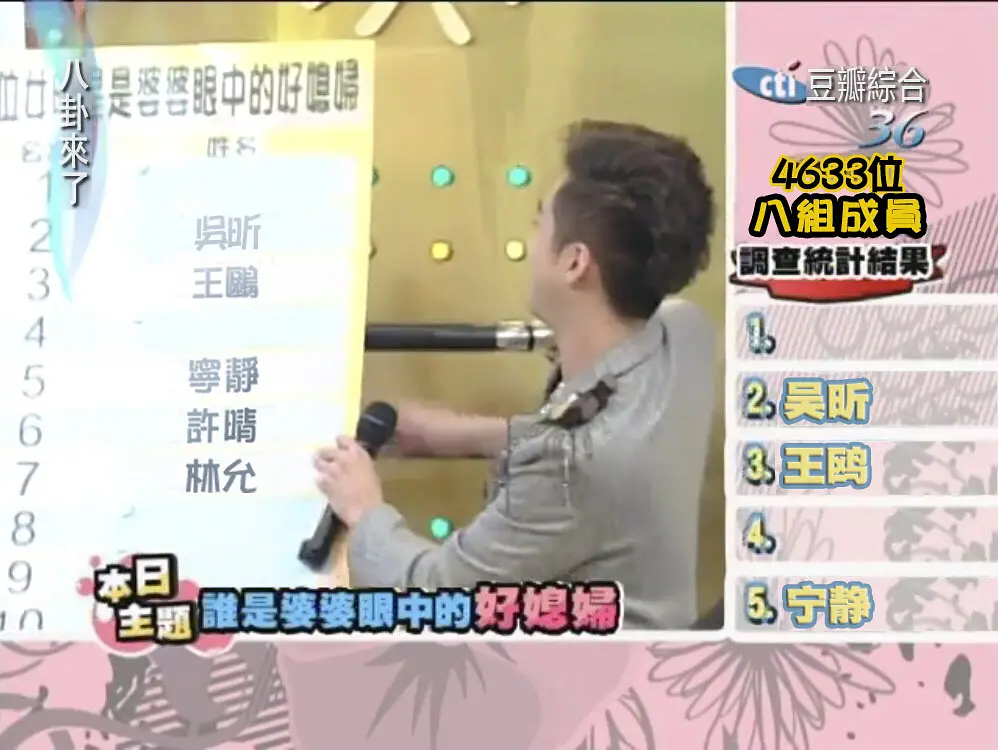 八卦來了
是婆婆眼中的好媳婦
姓名
2 吳昕
3 王鷗
4
5 寧靜
6 許晴
7 林允
8
9
10
cti 豆瓣綜合
36
4633位
八組成員
調查統計結果
1.
2. 吴昕
3. 王鸥
4.
5. 宁静
本日
主題
誰是婆婆眼中的好媳婦